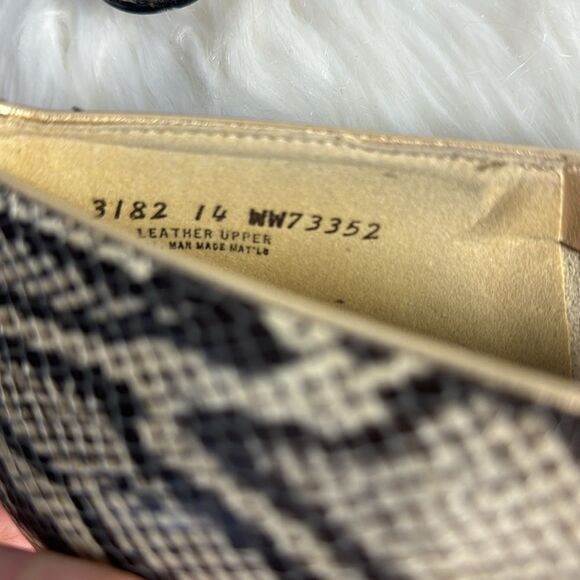 3182 14 WW73352
LEATHER UPPER
MAN MADE MAT'LS